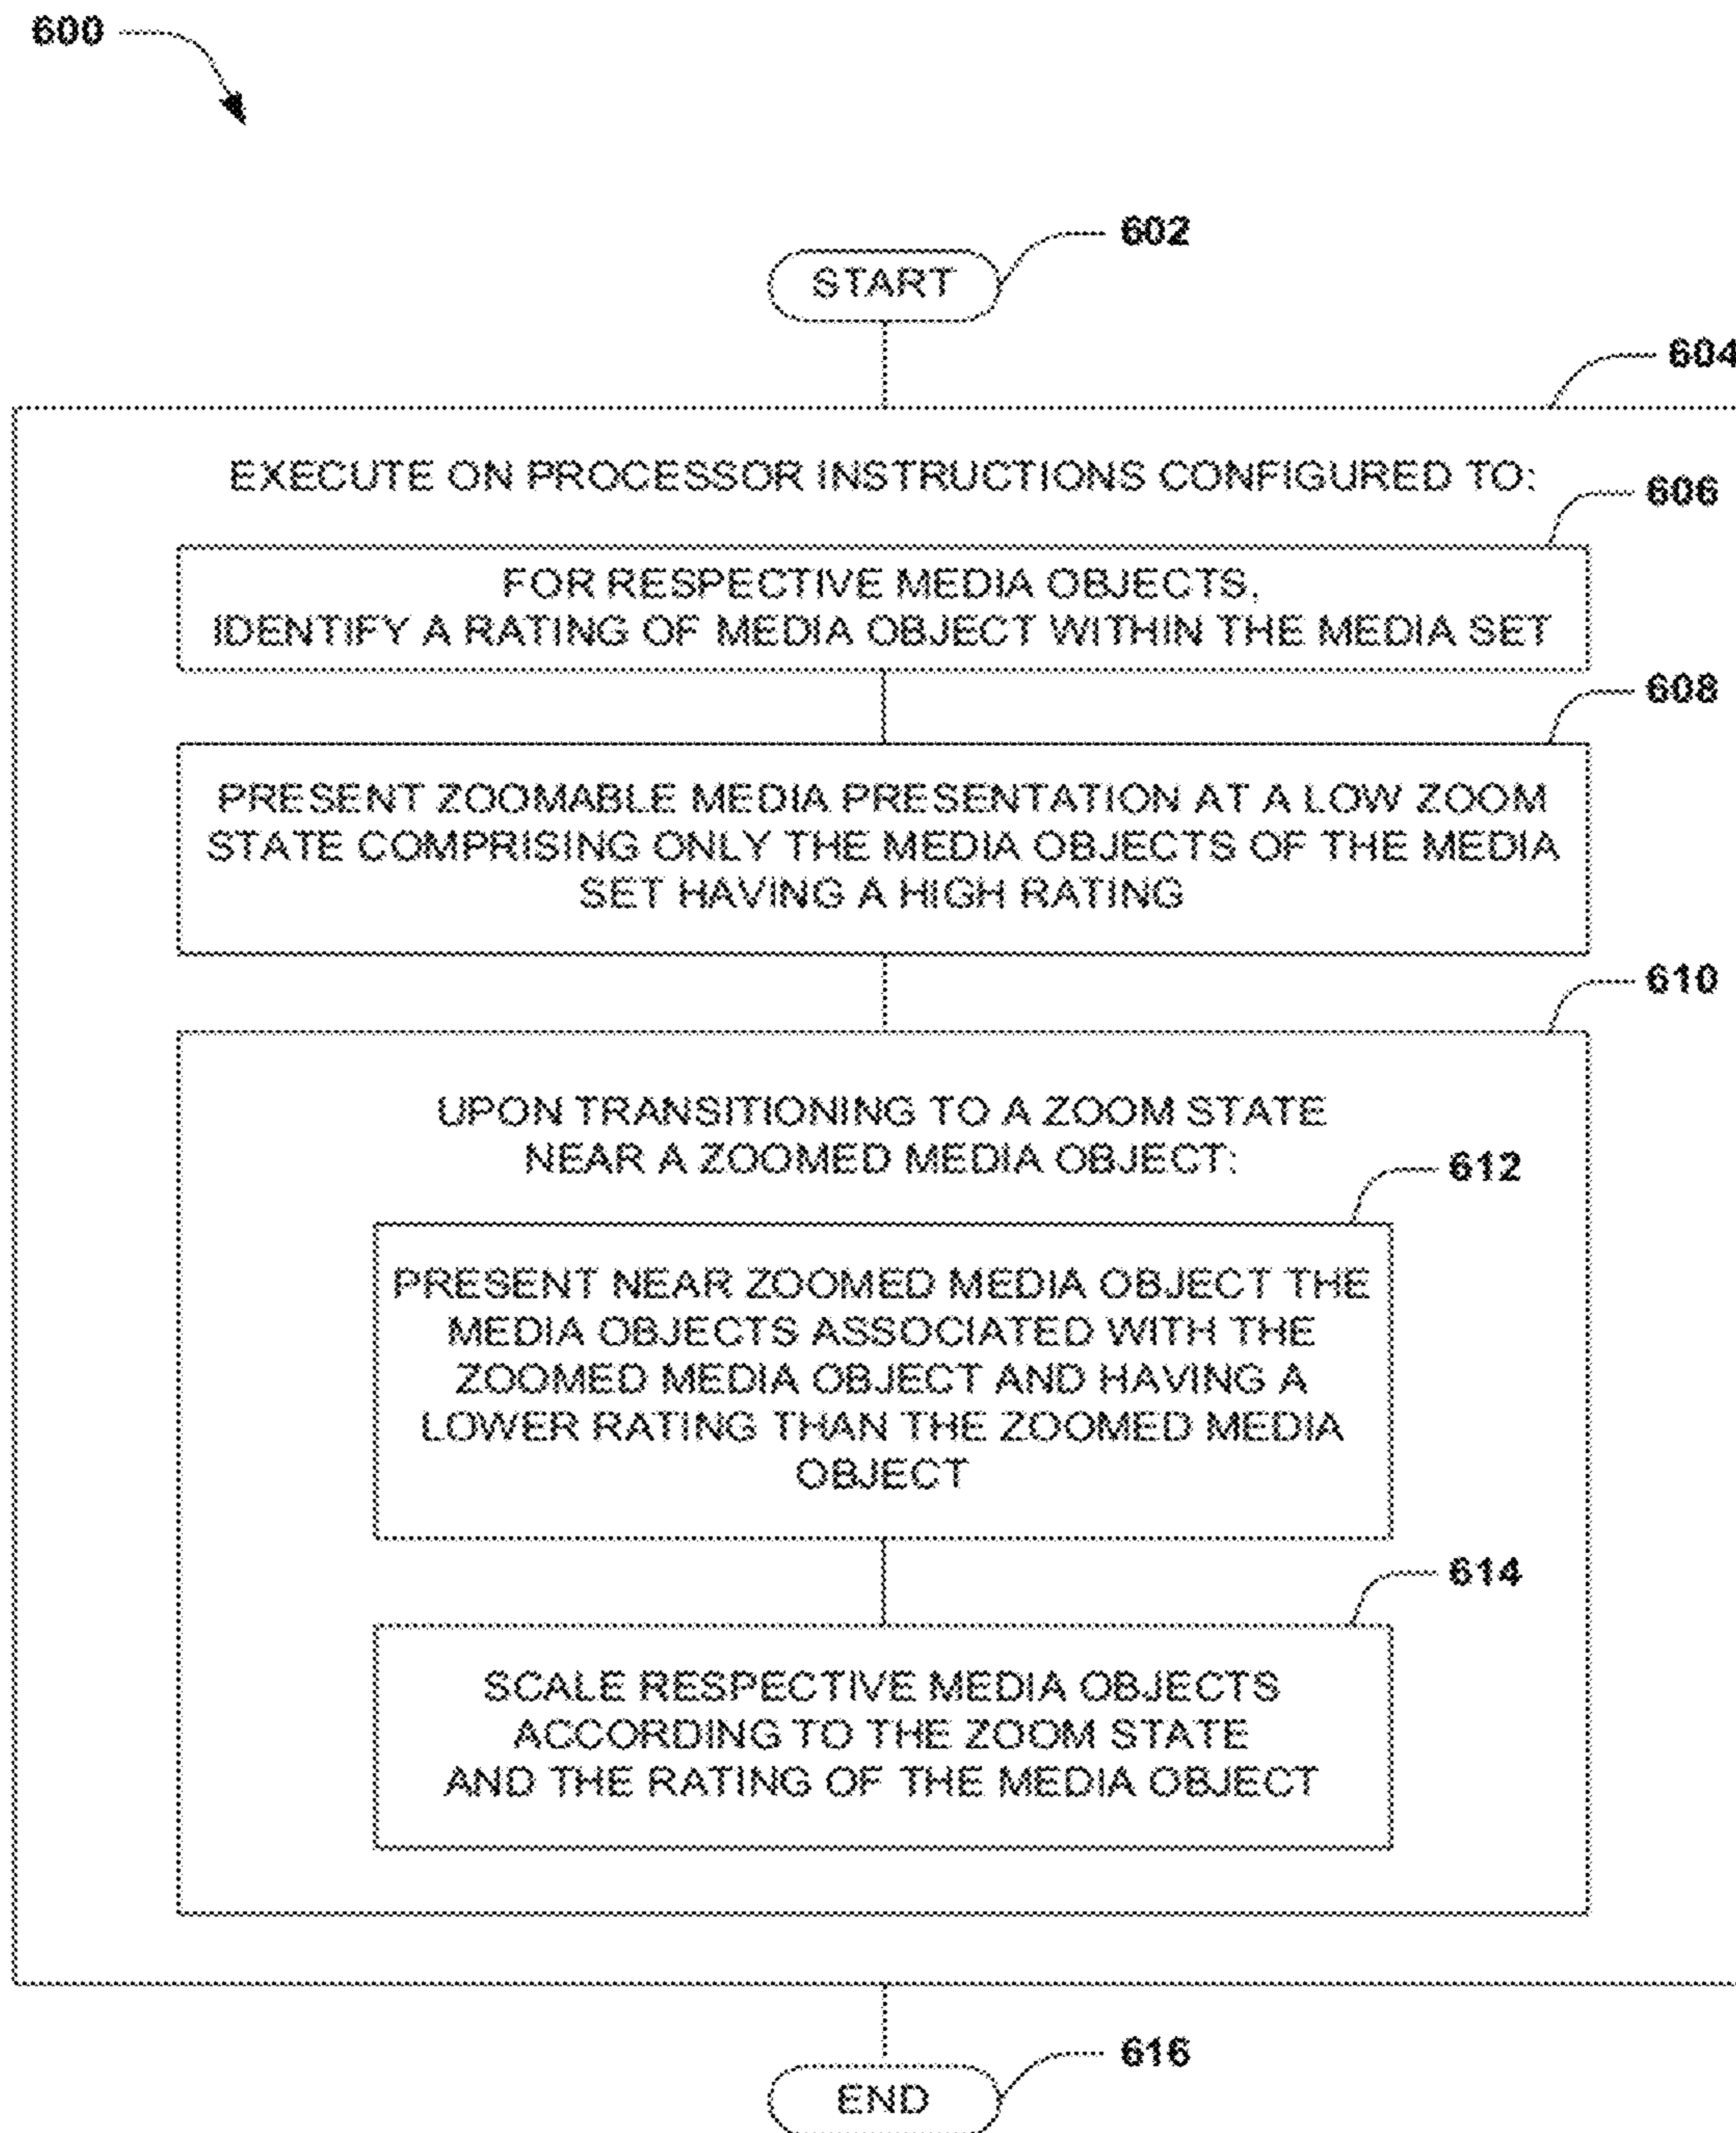 600
602
START
604
EXECUTE ON PROCESSOR INSTRUCTIONS CONFIGURED TO:
606
FOR RESPECTIVE MEDIA OBJECTS,
IDENTIFY A RATING OF MEDIA OBJECT WITHIN THE MEDIA SET
608
PRESENT ZOOMABLE MEDIA PRESENTATION AT A LOW ZOOM
STATE COMPRISING ONLY THE MEDIA OBJECTS OF THE MEDIA
SET HAVING A HIGH RATING
610
UPON TRANSITIONING TO A ZOOM STATE
NEAR A ZOOMED MEDIA OBJECT:
612
PRESENT NEAR ZOOMED MEDIA OBJECT THE
MEDIA OBJECTS ASSOCIATED WITH THE
ZOOMED MEDIA OBJECT AND HAVING A
LOWER RATING THAN THE ZOOMED MEDIA
OBJECT
614
SCALE RESPECTIVE MEDIA OBJECTS
ACCORDING TO THE ZOOM STATE
AND THE RATING OF THE MEDIA OBJECT
616
END